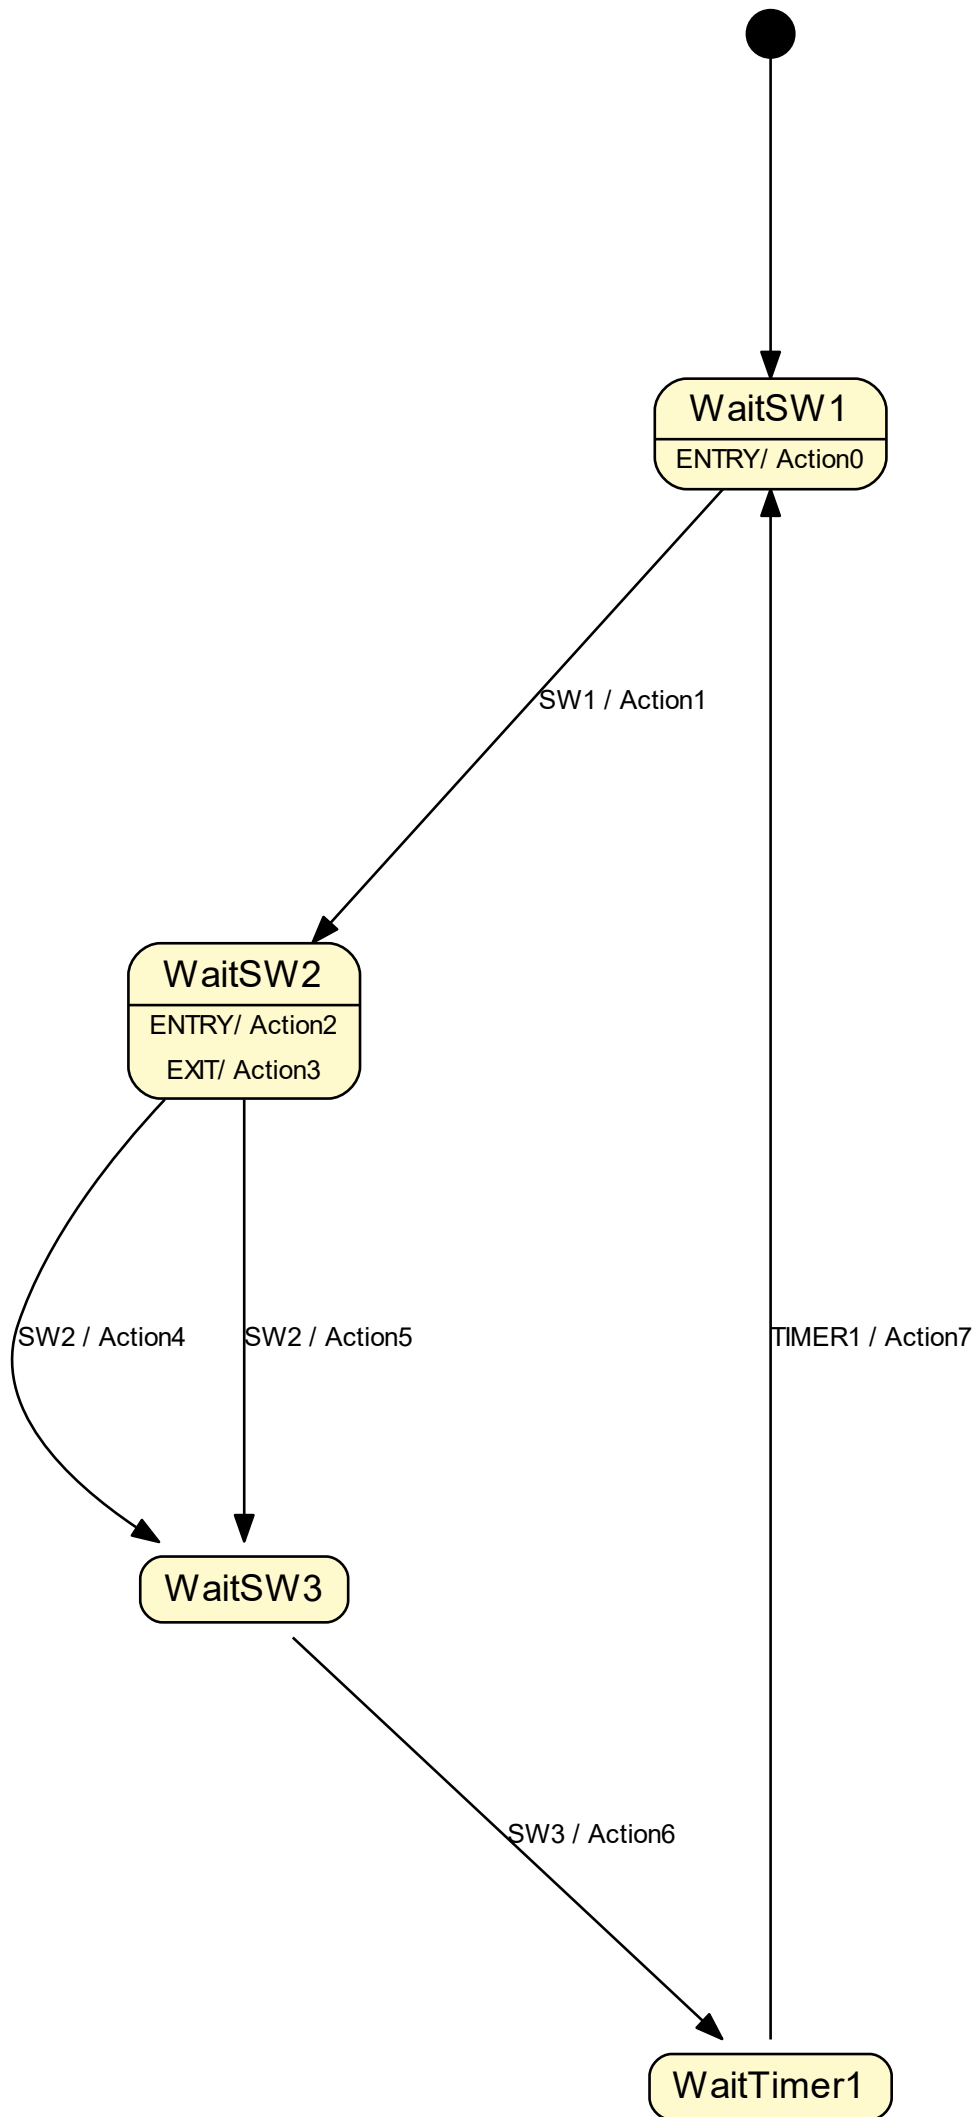 WaitSW1
ENTRY/ Action0
SW1 / Action1
WaitSW2
ENTRY/ Action2
EXIT/ Action3
SW2 / Action4
SW2 / Action5
TIMER1 / Action7
WaitSW3
SW3 / Action6
WaitTimer1